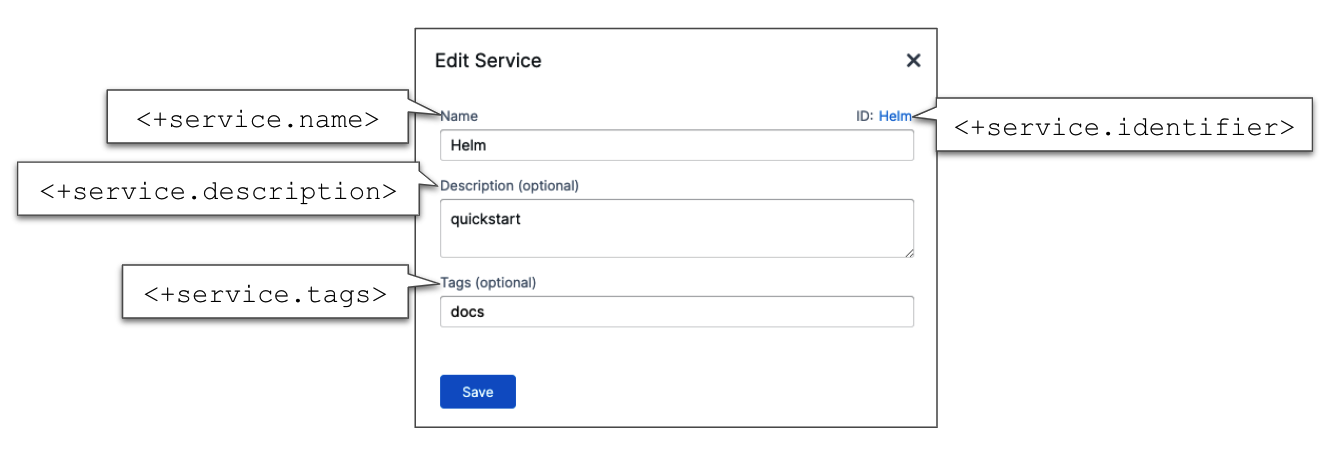 Edit Service
<+service.name>
Name
ID: Helm
<+service.identifier>
Helm
<+service.description>
Description (optional)
quickstart
<+service.tags>
Tags (optional)
docs
Save